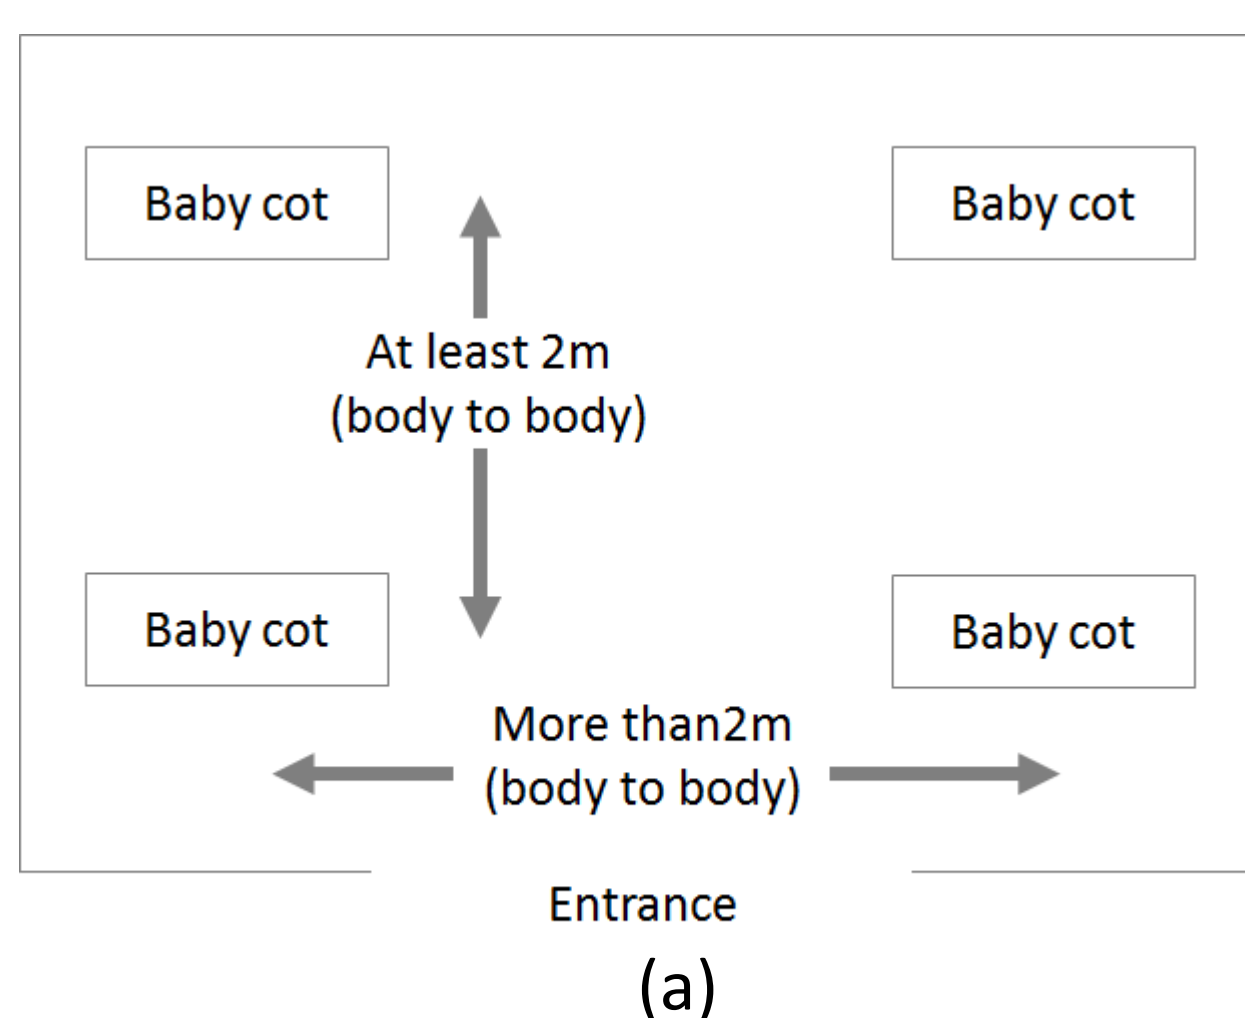 Baby cot
Baby cot
At least 2m
(body to body)
Baby cot
Baby cot
More than2m
(body to body)
Entrance
(a)